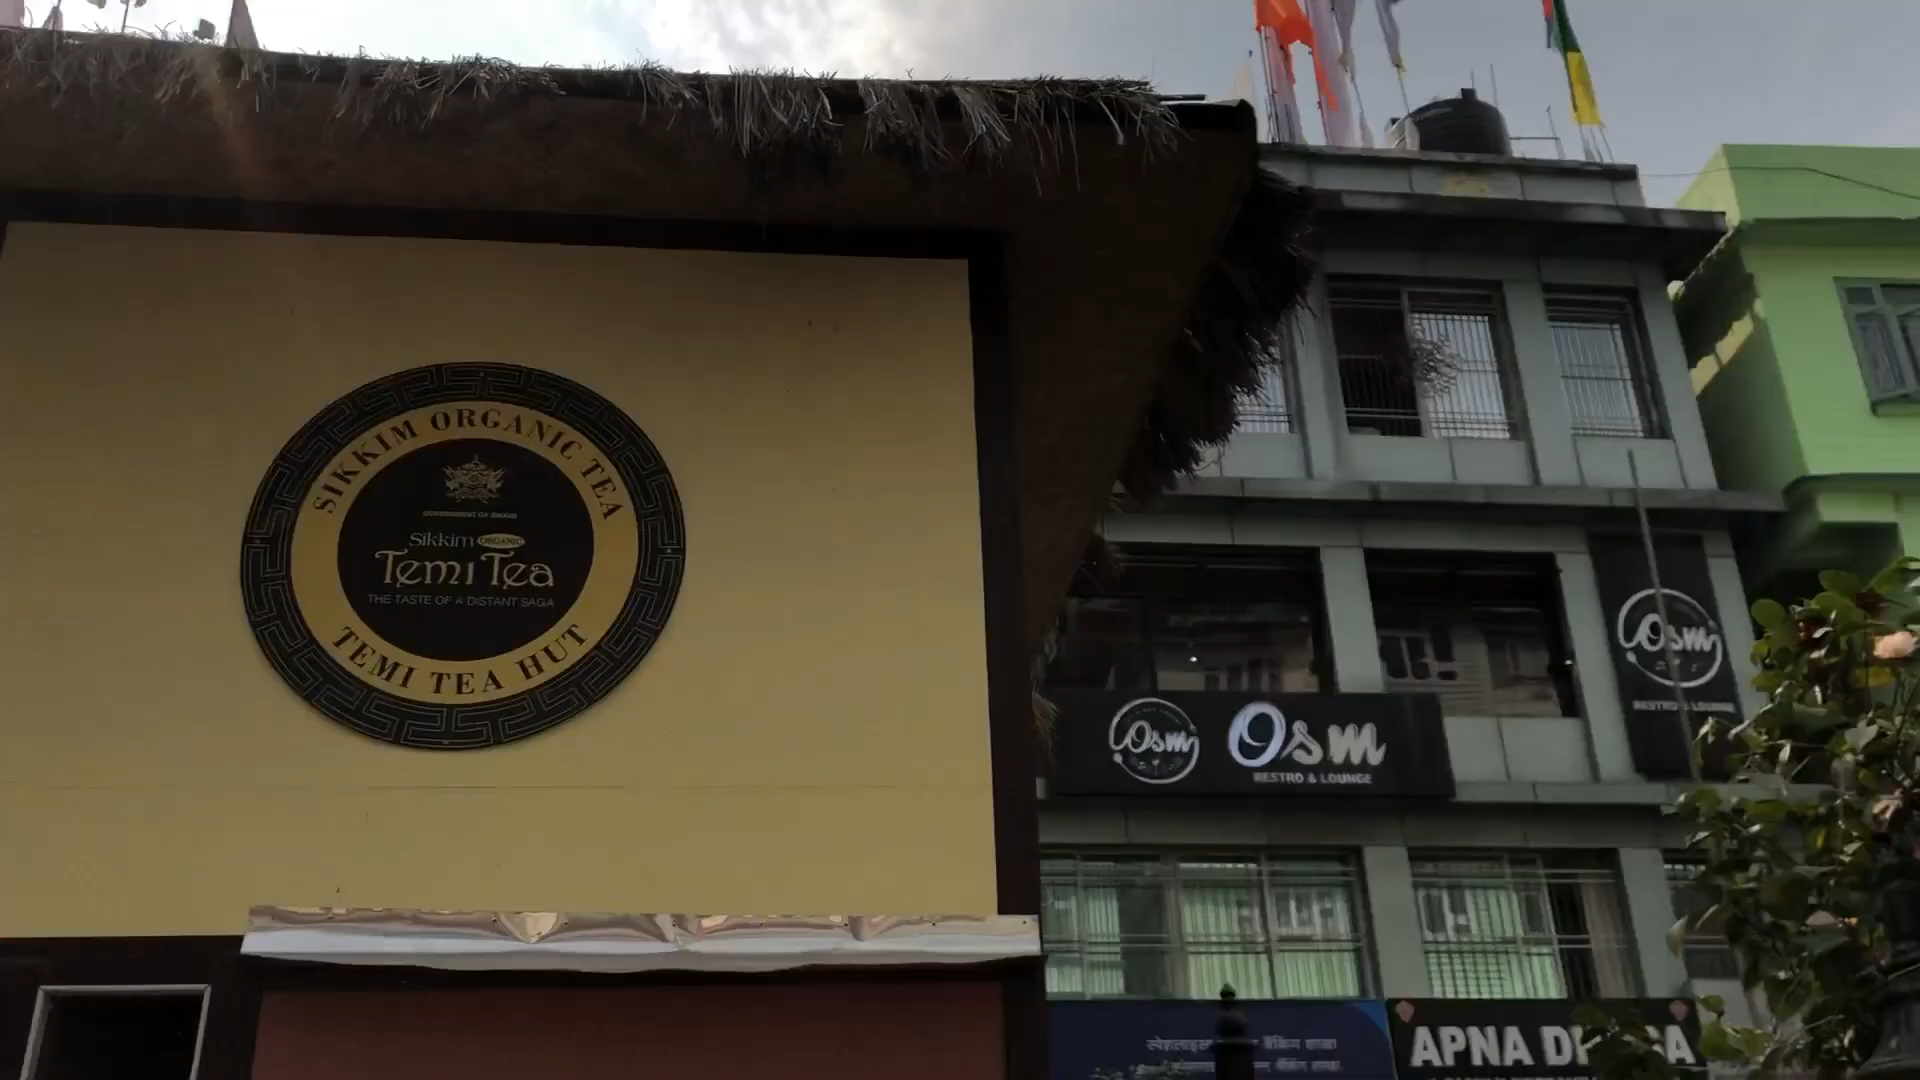 SIKKIM ORGANIC TEA
GOVERNMENT OF SIKKIM
Sikkim ORGANIC
Temi Tea
THE TASTE OF A DISTANT SAGA
TEMI TEA HUT
Osm
RESTRO & LOUNGE
Osm
Osm
RESTRO & LOUNGE
बैंकिंग शाखा
बैंकिंग शाखा
APNA